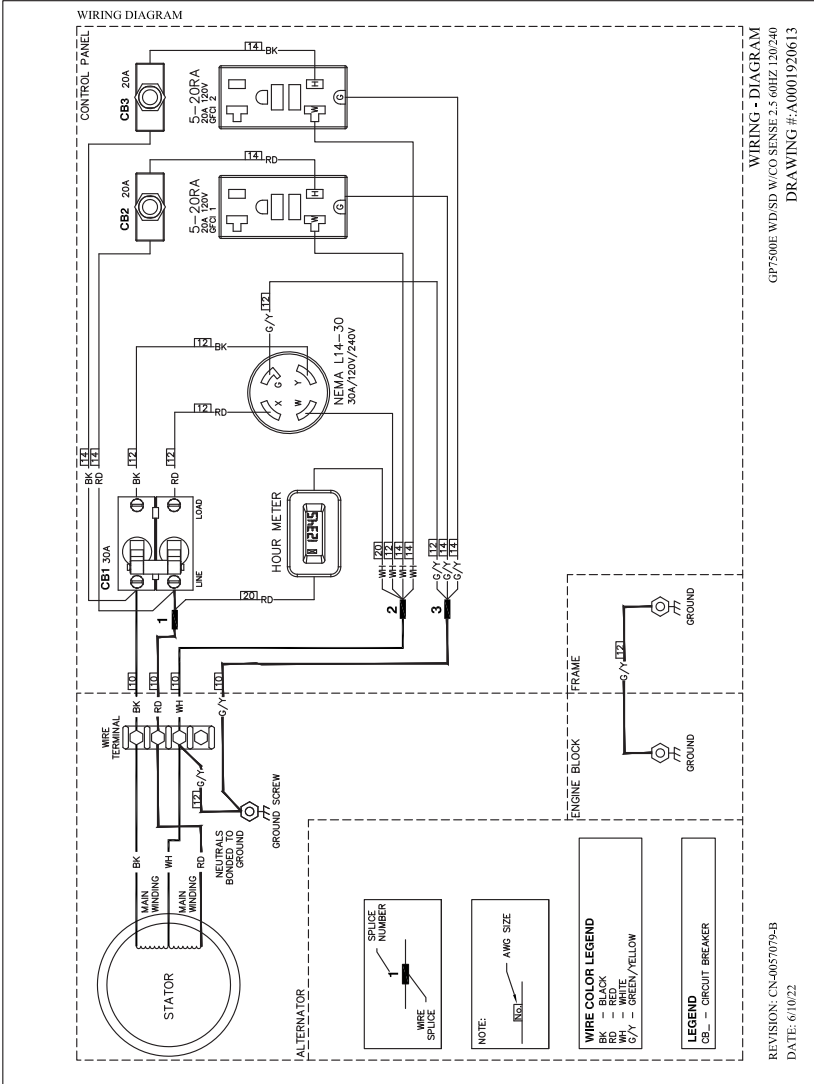 WIRING DIAGRAM
CONTROL PANEL
CB3 20A
14 BK
5-20RA
20A 120V
GFCI 2
H
W
G
CB2 20A
14 RD
5-20RA
20A 120V
GFCI 1
H
W
G
12
G/Y
12 BK
12 RD
G
Y
X
W
NEMA L14-30
30A/120V/240V
14
14
BK
RD
12
BK
12
RD
CB1 30A
LOAD
LINE
HOUR METER
12345
20 RD
1
20
12
14
14
WH
WH
WH
WH
2
12
14
14
G/Y
G/Y
G/Y
3
10
10
10
10
BK
RD
WH
G/Y
WIRE
TERMINAL
12
G/Y
GROUND SCREW
NEUTRALS
BONDED TO
GROUND
BK
WH
RD
MAIN
WINDING
MAIN
WINDING
STATOR
ALTERNATOR
ENGINE BLOCK
FRAME
12
G/Y
GROUND
GROUND
SPLICE
NUMBER
1
WIRE
SPLICE
NOTE:
No.
AWG SIZE
WIRE COLOR LEGEND
BK - BLACK
RD - RED
WH - WHITE
G/Y - GREEN/YELLOW
LEGEND
CB_ - CIRCUIT BREAKER
WIRING - DIAGRAM
GP7500E WD/SD W/CO SENSE 2.5 60HZ 120/240
DRAWING #:A0001920613
REVISION: CN-0057079-B
DATE: 6/10/22